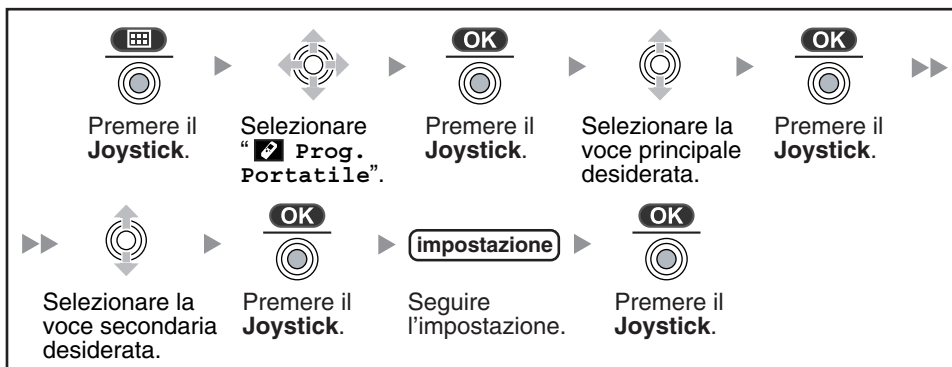 OK
OK
Premere il
Joystick.
Selezionare
“ Prog.
Portatile”.
Premere il
Joystick.
Selezionare la
voce principale
desiderata.
Premere il
Joystick.
OK
impostazione
OK
Selezionare la
voce secondaria
desiderata.
Premere il
Joystick.
Seguire
l’impostazione.
Premere il
Joystick.